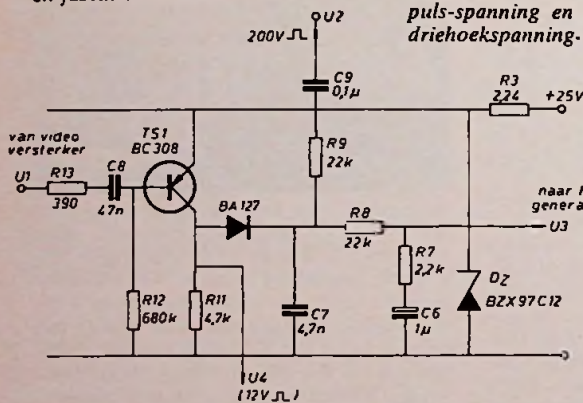 puls-spanning en
driehoekspanning.
U2
200V
C9
0,1µ
R3
2,24
+25V
van video
versterker
TS1
BC308
R9
22k
U1
R13
390
C8
47n
BA127
R8
22k
naar
U3
R7
2,2k
DZ
BZX97C12
R12
680k
R11
4,7k
C7
4,7n
C6
1µ
U4
(12V)